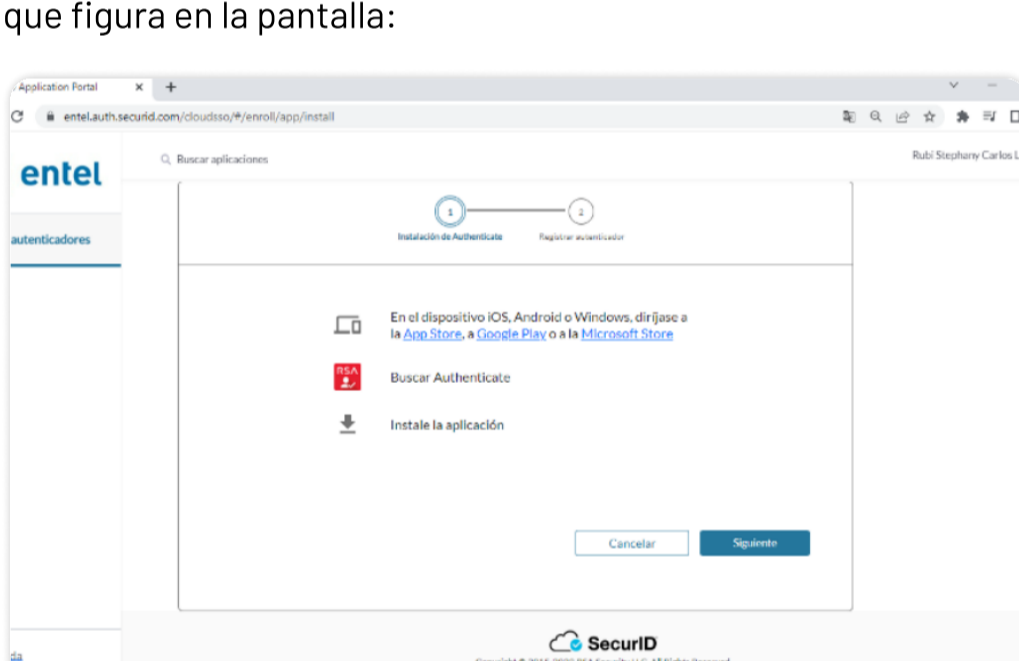 que figura en la pantalla:
Application Portal
entel.auth.securid.com/cloudsso/#/enroll/app/install
entel
Buscar aplicaciones
Rubí Stephany Carlos L
autenticadores
1
2
Instalación de Authenticate
Registrar autenticador
En el dispositivo iOS, Android o Windows, diríjase a
la App Store, a Google Play o a la Microsoft Store
RSA
Buscar Authenticate
Instale la aplicación
Cancelar
Siguiente
da
SecurID